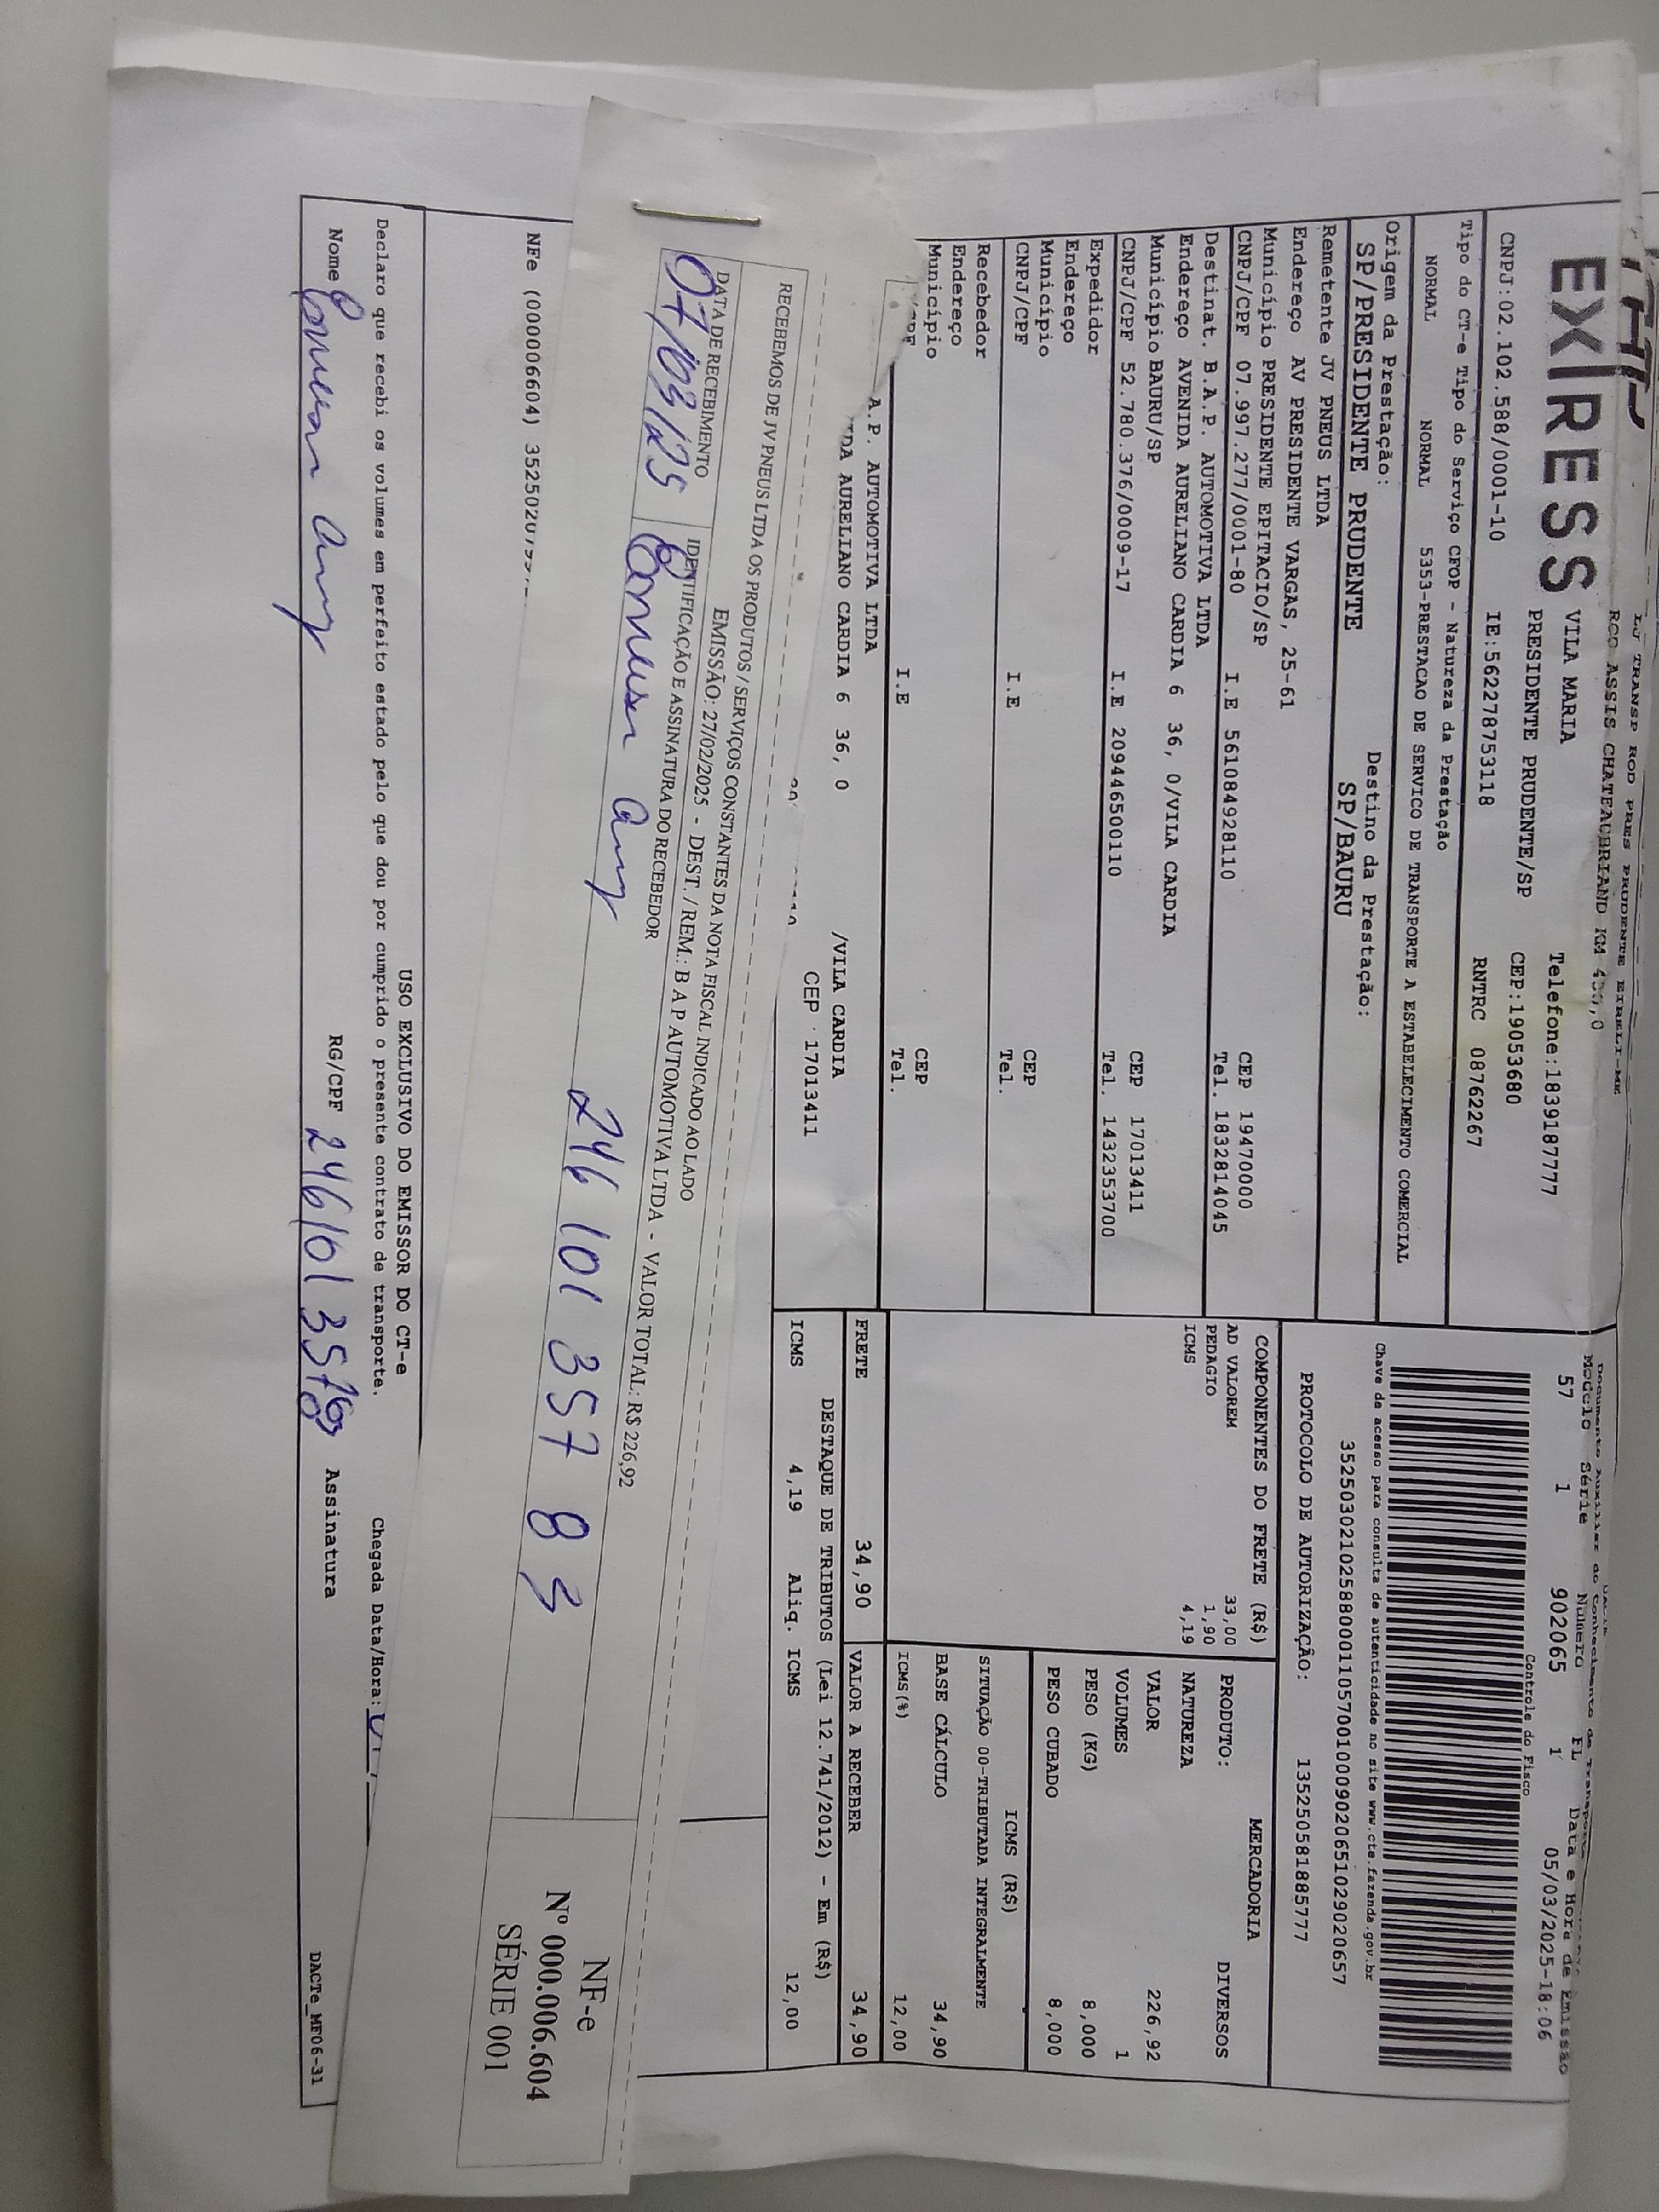 EXPRESS
LJ TRANSP ROD PRES PRUDENTE EIRELI-ME
ROD ASSIS CHATEAUBRIAND KM
VILA MARIA
Telefone:1839187777
PRESIDENTE PRUDENTE/SP
CEP:19053680
CNPJ:02.102.588/0001-10 IE:562278753118 RNTRC 08762267
Tipo do CT-e Tipo do Serviço CFOP - Natureza da Prestação
NORMAL NORMAL 5353-PRESTACAO DE SERVICO DE TRANSPORTE A ESTABELECIMENTO COMERCIAL
Origem da Prestação: Destino da Prestação:
SP/PRESIDENTE PRUDENTE SP/BAURU
Remetente JV PNEUS LTDA
Endereço AV PRESIDENTE VARGAS, 25-61
Município PRESIDENTE EPITACIO/SP CEP 19470000
CNPJ/CPF 07.997.277/0001-80 I.E 561084928110 Tel. 1832814045
Destinat. B.A.P. AUTOMOTIVA LTDA
Endereço AVENIDA AURELIANO CARDIA 6 36, 0/VILA CARDIA
Município BAURU/SP CEP 17013411
CNPJ/CPF 52.780.376/0009-17 I.E 209446500110 Tel. 1432353700
Expedidor
Endereço
Município CEP
CNPJ/CPF I.E Tel.
Recebedor
Endereço
Município CEP
I.E Tel.
A.P. AUTOMOTIVA LTDA
AURELIANO CARDIA 6 36, 0 /VILA CARDIA
CEP 17013411
Documento Auxiliar do Conhecimento de Transporte
Modelo Série Número FL Data e Hora de Emissão
57 1 902065 1 05/03/2025-18:06
Controle do Fisco
Chave de acesso para consulta de autenticidade no site www.cte.fazenda.gov.br
35250302102588000110570010009020651029020657
PROTOCOLO DE AUTORIZAÇÃO: 135250581885777
COMPONENTES DO FRETE (R$)
AD VALOREM 33,00
PEDAGIO 1,90
ICMS 4,19
MERCADORIA
PRODUTO: DIVERSOS
NATUREZA
VALOR 226,92
VOLUMES 1
PESO (KG) 8,000
PESO CUBADO 8,000
ICMS (R$)
SITUAÇÃO 00-TRIBUTADA INTEGRALMENTE
BASE CÁLCULO 34,90
ICMS(%) 12,00
FRETE 34,90 VALOR A RECEBER 34,90
DESTAQUE DE TRIBUTOS (Lei 12.741/2012) - Em (R$)
ICMS 4,19 Aliq. ICMS 12,00
RECEBEMOS DE JV PNEUS LTDA OS PRODUTOS / SERVIÇOS CONSTANTES DA NOTA FISCAL INDICADO AO LADO
EMISSÃO: 27/02/2025 - DEST. / REM.: B A P AUTOMOTIVA LTDA - VALOR TOTAL: R$ 226,92
DATA DE RECEBIMENTO IDENTIFICAÇÃO E ASSINATURA DO RECEBEDOR
07/03/25 246 101 357 8
NF-e
Nº 000.006.604
SÉRIE 001
NFe (000006604)
USO EXCLUSIVO DO EMISSOR DO CT-e
Declaro que recebi os volumes em perfeito estado pelo que dou por cumprido o presente contrato de transporte.
Chegada Data/Hora:
Nome RG/CPF Assinatura
DACTe_MF06-31